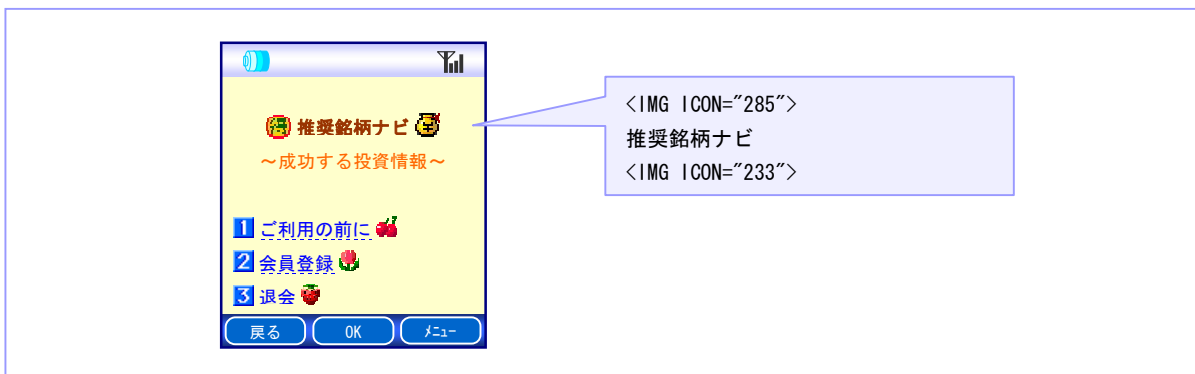 得 推奨銘柄ナビ
～成功する投資情報～
1 ご利用の前に
2 会員登録
3 退会
戻る OK ﾒﾆｭｰ
<IMG ICON="285">
推奨銘柄ナビ
<IMG ICON="233">